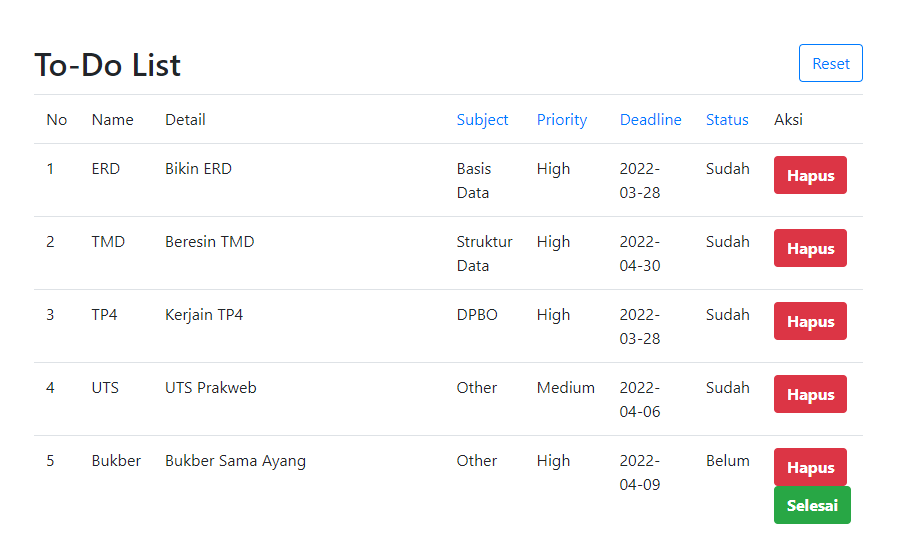 To-Do List Reset
No Name Detail Subject Priority Deadline Status Aksi
1 ERD Bikin ERD Basis High 2022- Sudah Hapus
Data 03-28
2 TMD Beresin TMD Struktur High 2022- Sudah Hapus
Data 04-30
3 TP4 Kerjain TP4 DPBO High 2022- Sudah Hapus
03-28
4 UTS UTS Prakweb Other Medium 2022- Sudah Hapus
04-06
5 Bukber Bukber Sama Ayang Other High 2022- Belum Hapus
04-09
Selesai